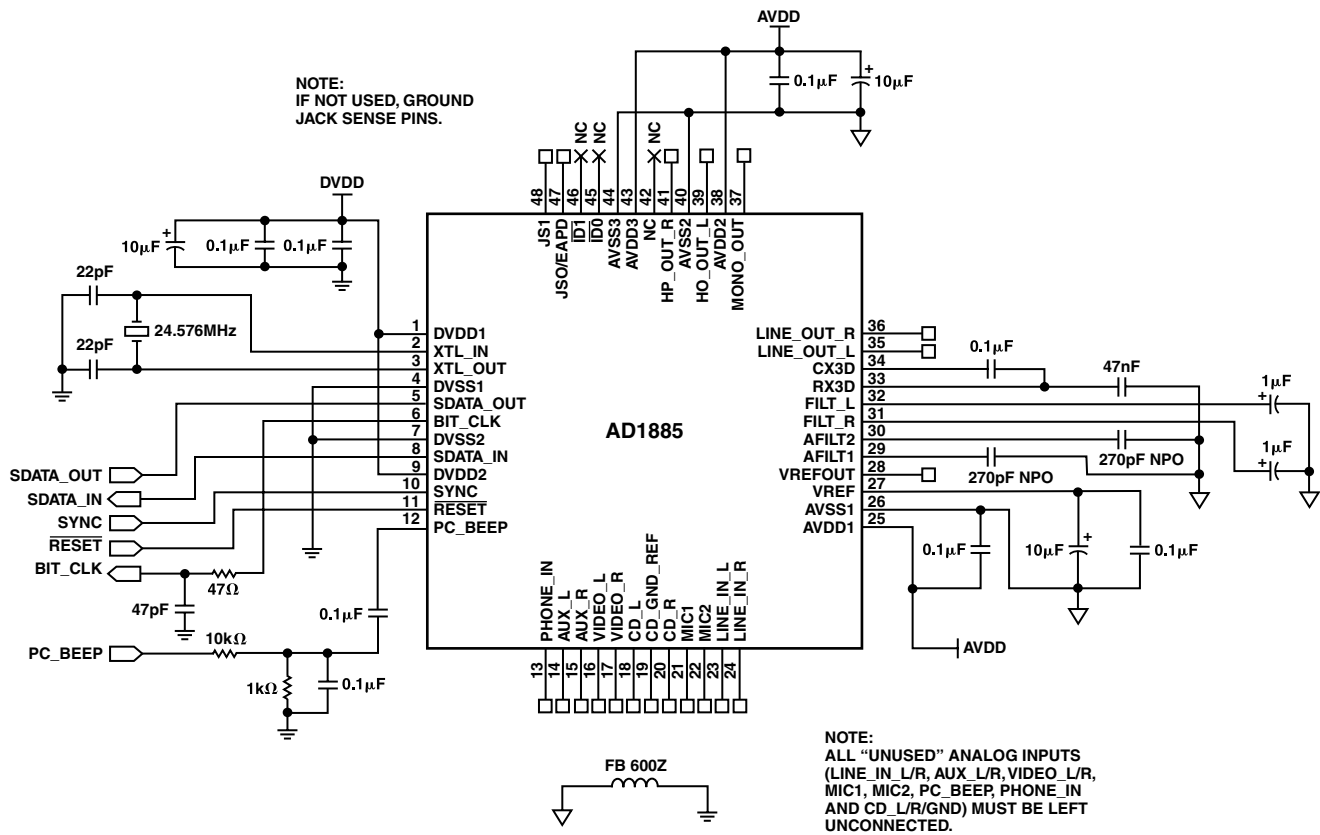 AVDD
NOTE:
IF NOT USED, GROUND
JACK SENSE PINS.
0.1µF
+
10µF
NC
NC
NC
DVDD
48
47
46
45
44
43
42
41
40
39
38
37
JS1
JSO/EAPD
ID1
ID0
AVSS3
AVDD3
NC
HP_OUT_R
AVSS2
HO_OUT_L
AVDD2
MONO_OUT
10µF
+
0.1µF
0.1µF
22pF
24.576MHz
22pF
1 DVDD1
2 XTL_IN
3 XTL_OUT
4 DVSS1
5 SDATA_OUT
6 BIT_CLK
7 DVSS2
8 SDATA_IN
9 DVDD2
10 SYNC
11 RESET
12 PC_BEEP
AD1885
LINE_OUT_R 36
LINE_OUT_L 35
CX3D 34
RX3D 33
FILT_L 32
FILT_R 31
AFILT2 30
AFILT1 29
VREFOUT 28
VREF 27
AVSS1 26
AVDD1 25
0.1µF
47nF
1µF
+
1µF
+
270pF NPO
270pF NPO
0.1µF
10µF
+
0.1µF
AVDD
SDATA_OUT
SDATA_IN
SYNC
RESET
BIT_CLK
47Ω
47pF
0.1µF
PC_BEEP
10kΩ
1kΩ
0.1µF
PHONE_IN
AUX_L
AUX_R
VIDEO_L
VIDEO_R
CD_L
CD_GND_REF
CD_R
MIC1
MIC2
LINE_IN_L
LINE_IN_R
13
14
15
16
17
18
19
20
21
22
23
24
FB 600Z
NOTE:
ALL “UNUSED” ANALOG INPUTS
(LINE_IN_L/R, AUX_L/R, VIDEO_L/R,
MIC1, MIC2, PC_BEEP, PHONE_IN
AND CD_L/R/GND) MUST BE LEFT
UNCONNECTED.